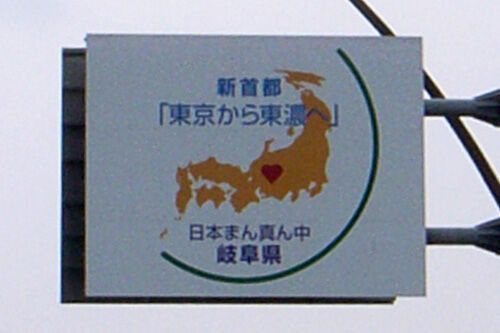 新首都
「東京から東濃へ」
日本まん真ん中
岐阜県